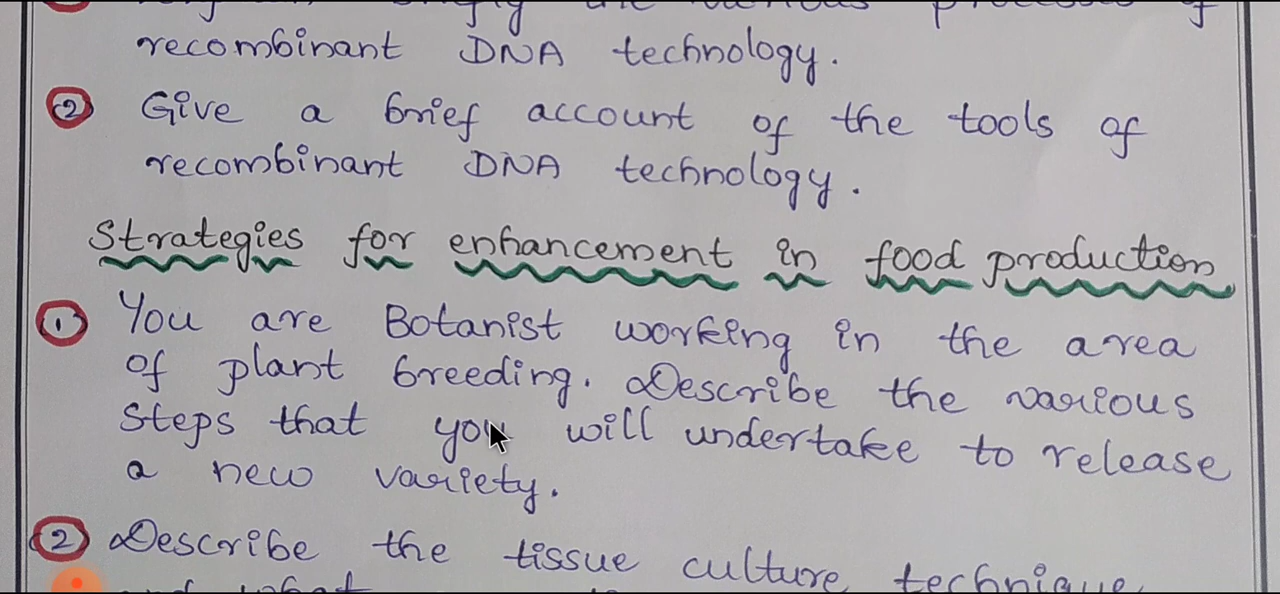 recombinant DNA technology.
② Give a brief account of the tools of
recombinant DNA technology.
Strategies for enhancement in food production
① You are Botanist working in the area
of plant breeding. Describe the various
steps that you will undertake to release
a new variety.
② Describe the tissue culture technique